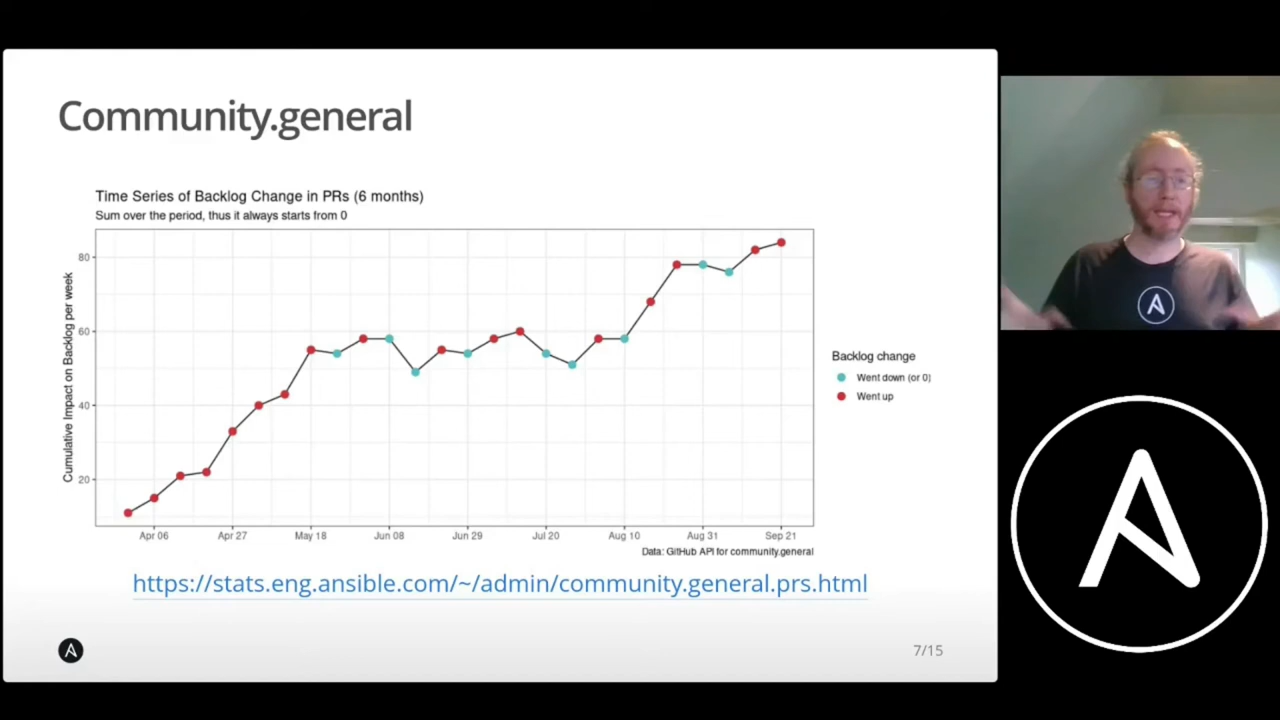 Community.general
Time Series of Backlog Change in PRs (6 months)
Sum over the period, thus it always starts from 0
Cumulative Impact on Backlog per week
80
60
40
20
Apr 06
Apr 27
May 18
Jun 08
Jun 29
Jul 20
Aug 10
Aug 31
Sep 21
Backlog change
Went down (or 0)
Went up
Data: GitHub API for community.general
https://stats.eng.ansible.com/~/admin/community.general.prs.html
7/15